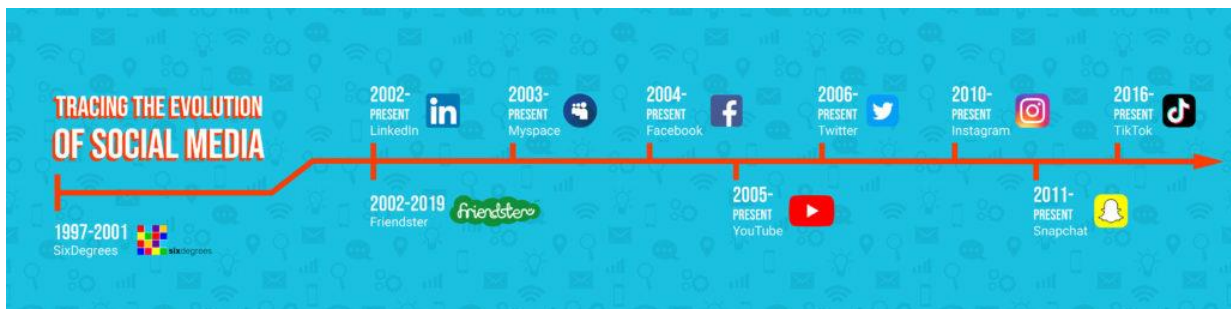 TRACING THE EVOLUTION
OF SOCIAL MEDIA
1997-2001
SixDegrees
sixdegrees
2002-
PRESENT
LinkedIn
in
2002-2019
Friendster
friendster
2003-
PRESENT
Myspace
2004-
PRESENT
Facebook
f
2005-
PRESENT
YouTube
2006-
PRESENT
Twitter
2010-
PRESENT
Instagram
2011-
PRESENT
Snapchat
2016-
PRESENT
TikTok